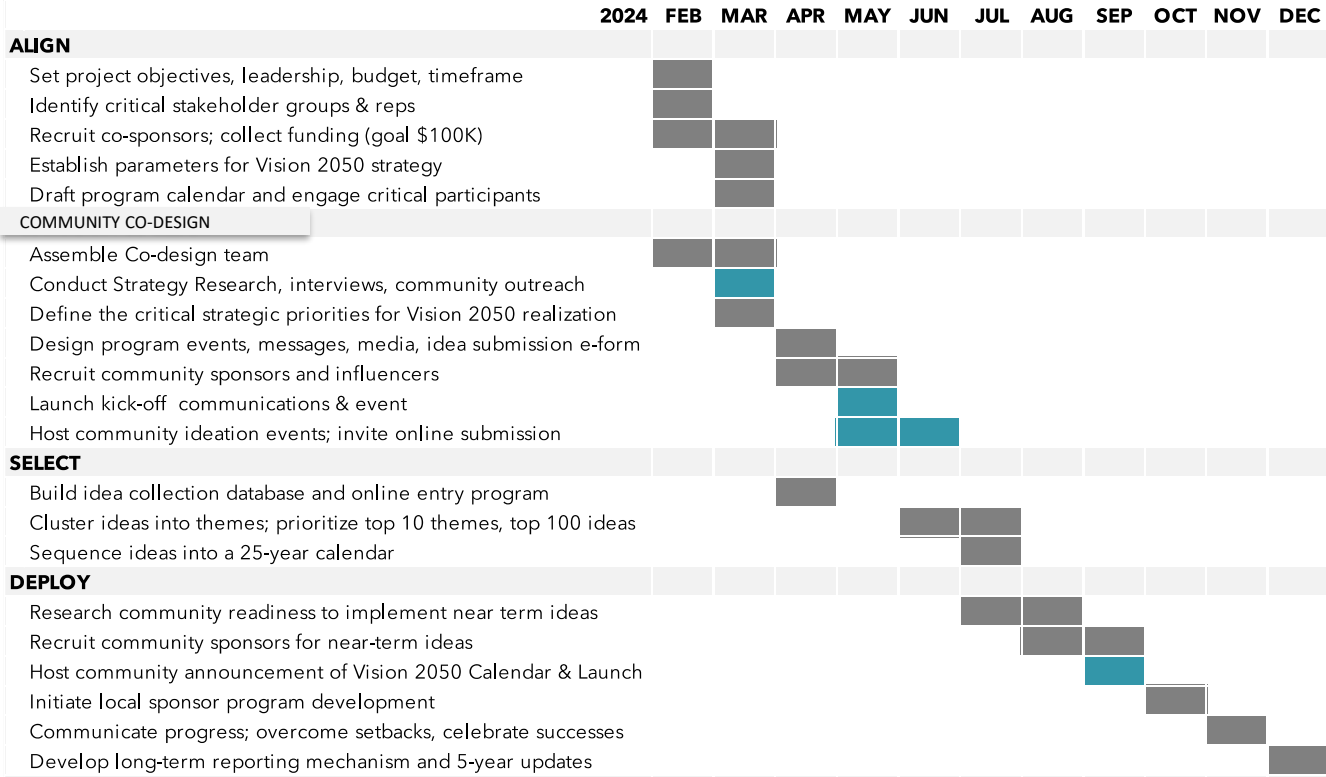 2024 FEB MAR APR MAY JUN JUL AUG SEP OCT NOV DEC
ALIGN
Set project objectives, leadership, budget, timeframe
Identify critical stakeholder groups & reps
Recruit co-sponsors; collect funding (goal $100K)
Establish parameters for Vision 2050 strategy
Draft program calendar and engage critical participants
COMMUNITY CO-DESIGN
Assemble Co-design team
Conduct Strategy Research, interviews, community outreach
Define the critical strategic priorities for Vision 2050 realization
Design program events, messages, media, idea submission e-form
Recruit community sponsors and influencers
Launch kick-off communications & event
Host community ideation events; invite online submission
SELECT
Build idea collection database and online entry program
Cluster ideas into themes; prioritize top 10 themes, top 100 ideas
Sequence ideas into a 25-year calendar
DEPLOY
Research community readiness to implement near term ideas
Recruit community sponsors for near-term ideas
Host community announcement of Vision 2050 Calendar & Launch
Initiate local sponsor program development
Communicate progress; overcome setbacks, celebrate successes
Develop long-term reporting mechanism and 5-year updates